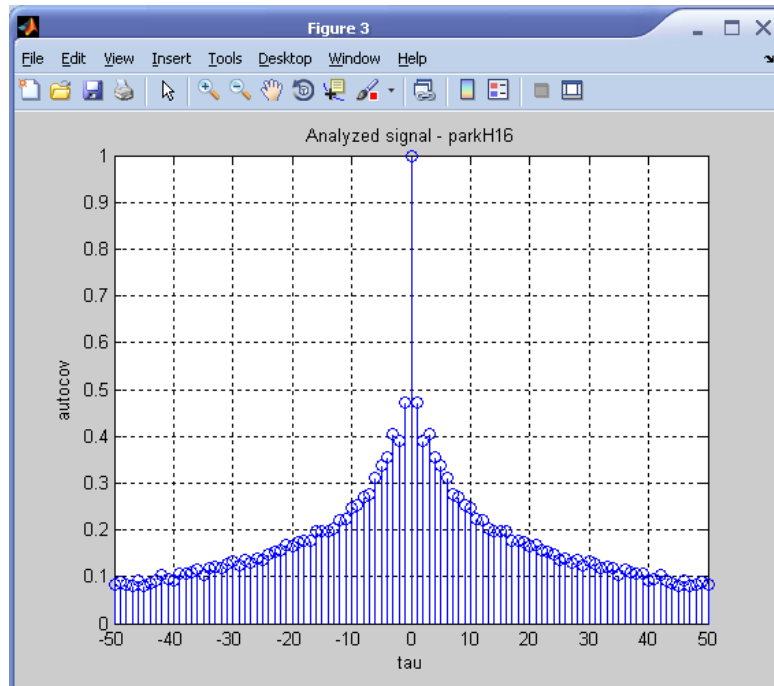 Figure 3
File Edit View Insert Tools Desktop Window Help
Analyzed signal - parkH16
1
0.9
0.8
0.7
0.6
0.5
0.4
0.3
0.2
0.1
0
autocov
-50 -40 -30 -20 -10 0 10 20 30 40 50
tau